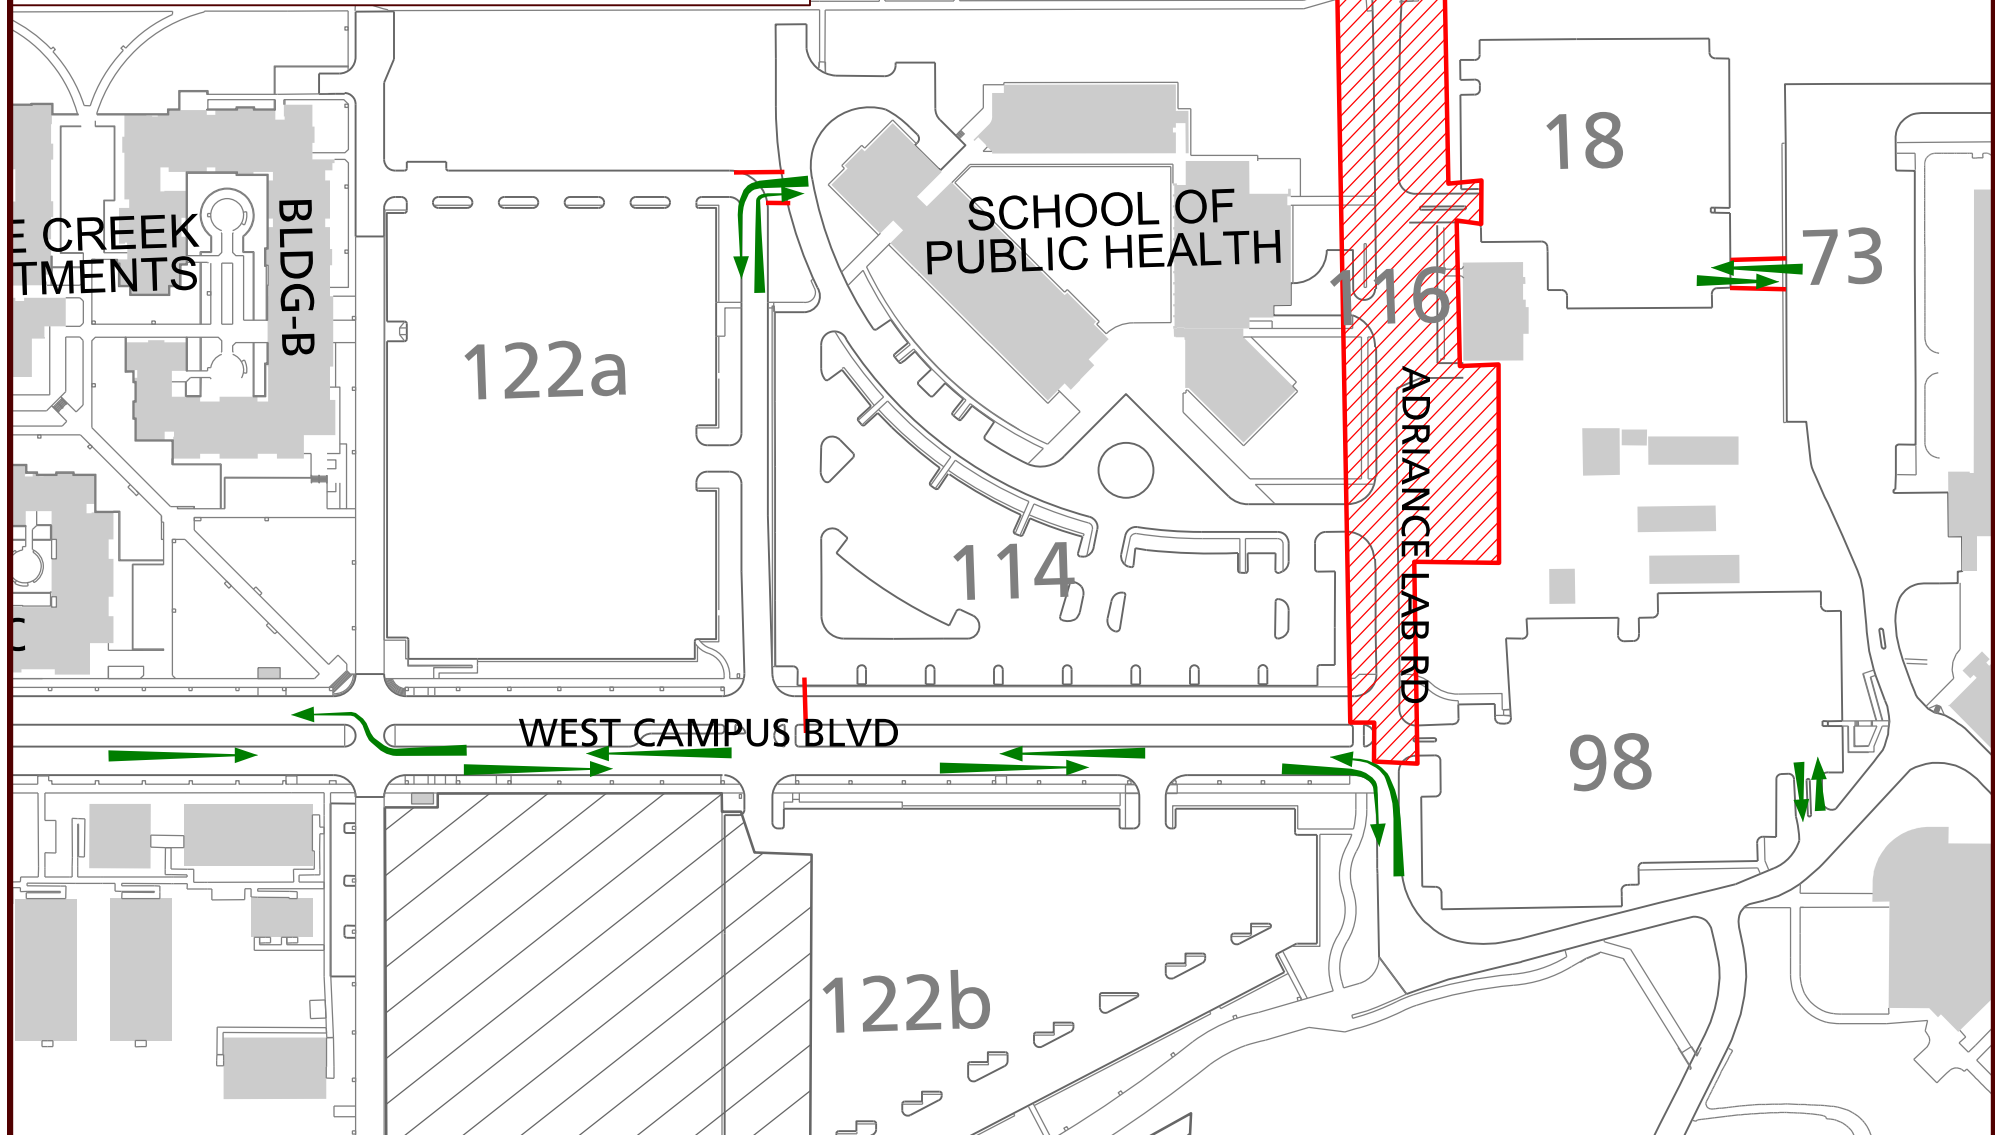 18
E CREEK
TMENTS
BLDG-B
SCHOOL OF
PUBLIC HEALTH
73
116
122a
ADRIANCE LAB RD
114
C
WEST CAMPUS BLVD
98
122b